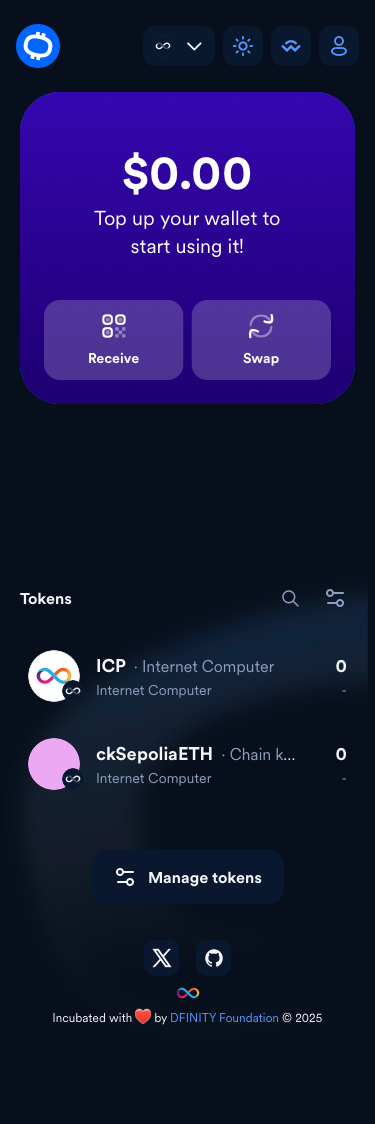 $0.00
Top up your wallet to
start using it!
Receive
Swap
Tokens
ICP · Internet Computer 0
Internet Computer -
ckSepoliaETH · Chain k... 0
Internet Computer -
Manage tokens
Incubated with ❤️ by DFINITY Foundation © 2025